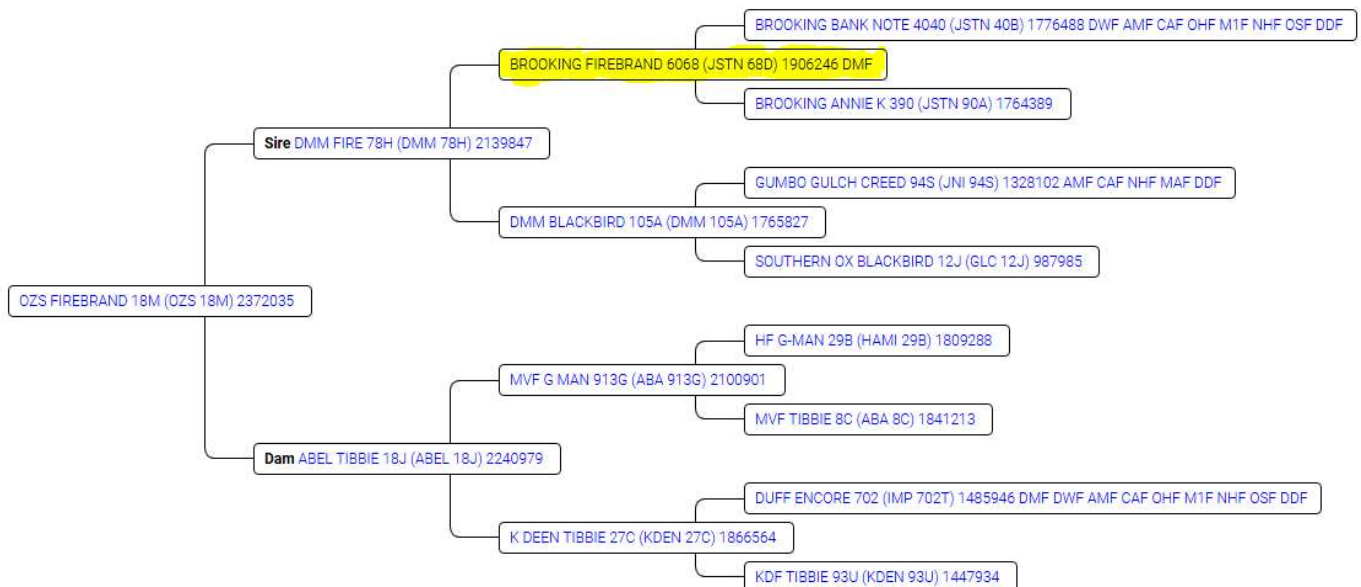 BROOKING BANK NOTE 4040 (JSTN 40B) 1776488 DWF AMF CAF OHF M1F NHF OSF DDF
BROOKING FIREBRAND 6068 (JSTN 68D) 1906246 DMF
BROOKING ANNIE K 390 (JSTN 90A) 1764389
Sire DMM FIRE 78H (DMM 78H) 2139847
GUMBO GULCH CREED 94S (JNI 94S) 1328102 AMF CAF NHF MAF DDF
DMM BLACKBIRD 105A (DMM 105A) 1765827
SOUTHERN OX BLACKBIRD 12J (GLC 12J) 987985
OZS FIREBRAND 18M (OZS 18M) 2372035
HF G-MAN 29B (HAMI 29B) 1809288
MVF G MAN 913G (ABA 913G) 2100901
MVF TIBBIE 8C (ABA 8C) 1841213
Dam ABEL TIBBIE 18J (ABEL 18J) 2240979
DUFF ENCORE 702 (IMP 702T) 1485946 DMF DWF AMF CAF OHF M1F NHF OSF DDF
K DEEN TIBBIE 27C (KDEN 27C) 1866564
KDF TIBBIE 93U (KDEN 93U) 1447934